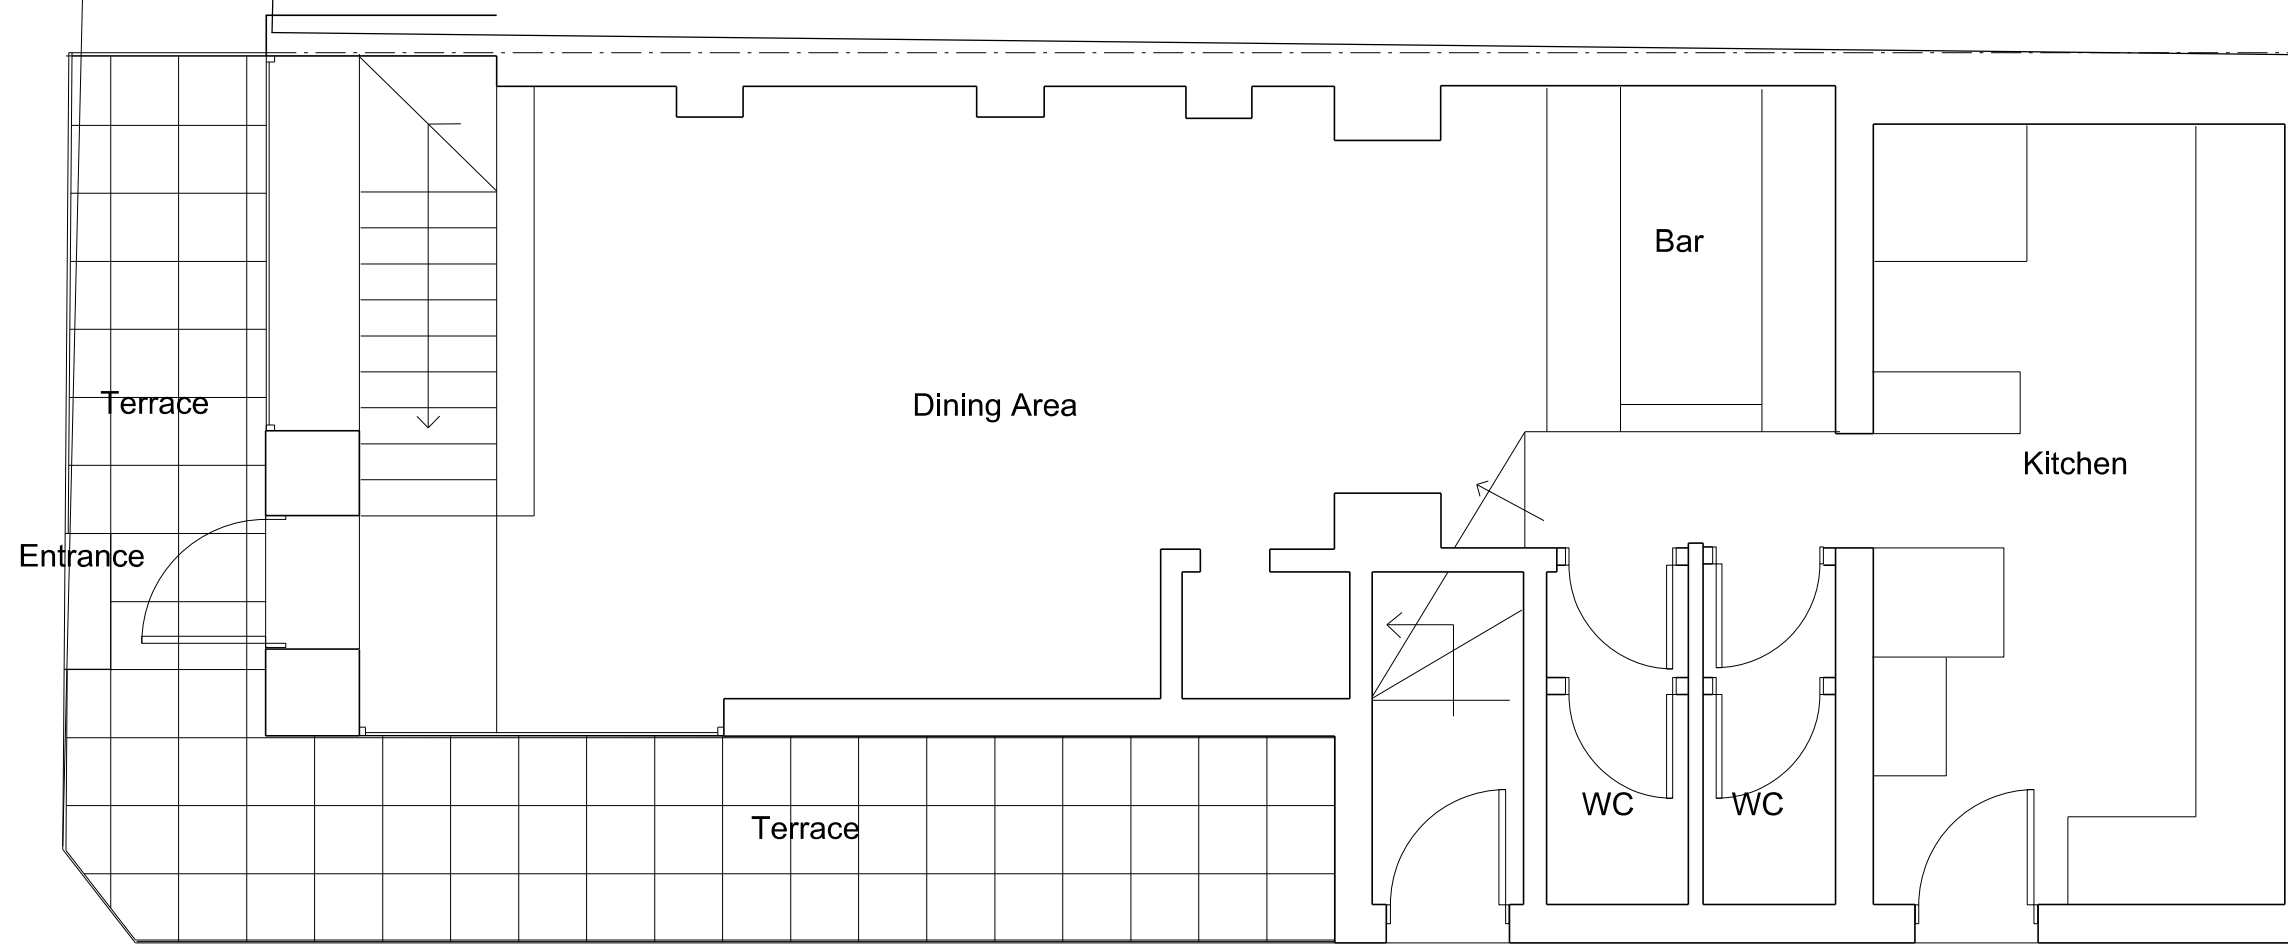 Bar
Terrace
Dining Area
Kitchen
Entrance
WC
WC
Terrace